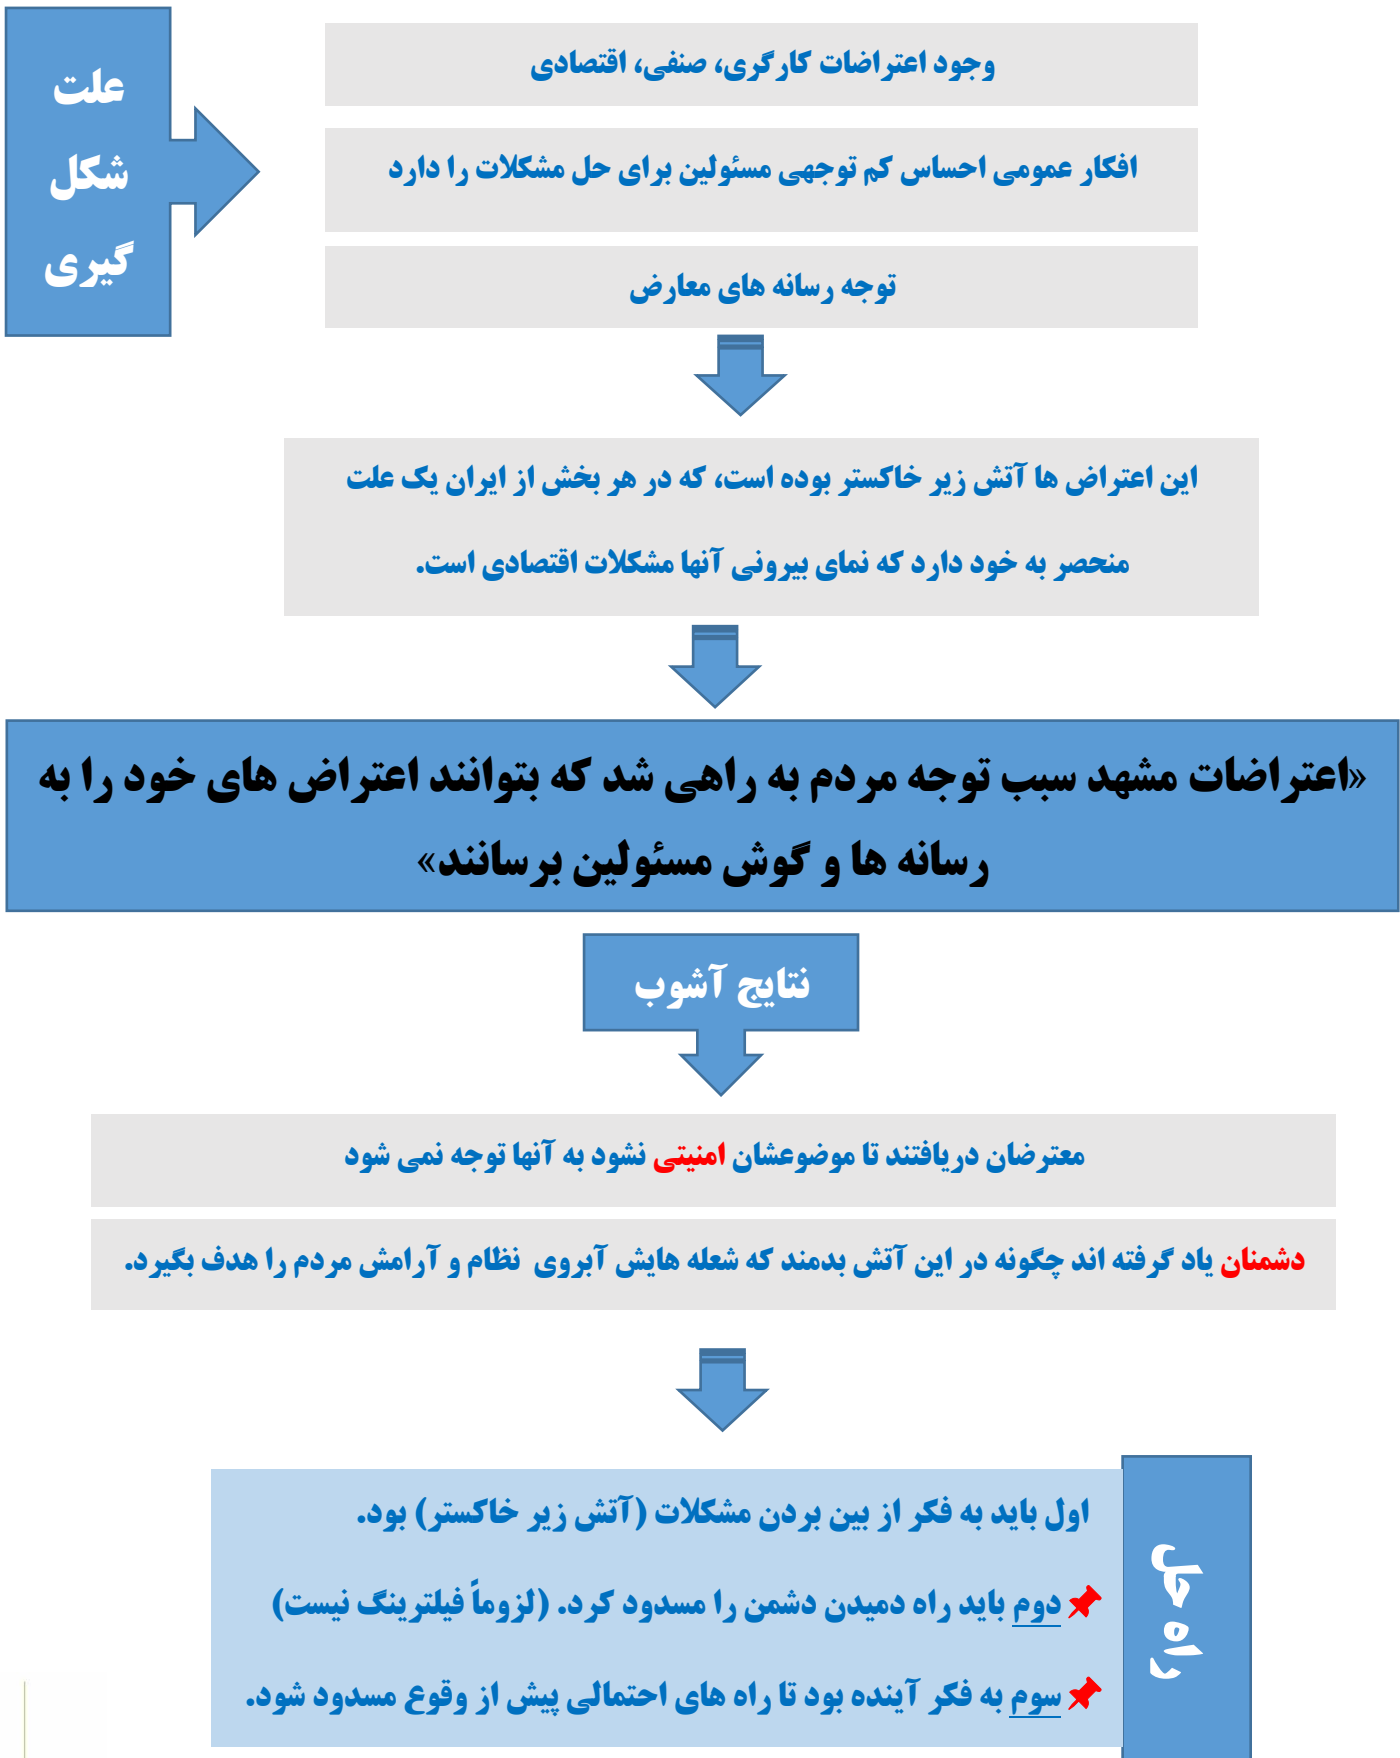 علت
شکل
گیری
وجود اعتراضات کارگری، صنفی، اقتصادی
افکار عمومی احساس کم توجهی مسئولین برای حل مشکلات را دارد
توجه رسانه های معارض
این اعتراض ها آتش زیر خاکستر بوده است، که در هر بخش از ایران یک علت
منحصر به خود دارد که نمای بیرونی آنها مشکلات اقتصادی است.
«اعتراضات مشهد سبب توجه مردم به راهی شد که بتوانند اعتراض های خود را به
رسانه ها و گوش مسئولین برسانند»
نتایج آشوب
معترضان دریافتند تا موضوعشان امنیتی نشود به آنها توجه نمی شود
دشمنان یاد گرفته اند چگونه در این آتش بدمند که شعله هایش آبروی نظام و آرامش مردم را هدف بگیرد.
راه حل
اول باید به فکر از بین بردن مشکلات (آتش زیر خاکستر) بود.
دوم باید راه دمیدن دشمن را مسدود کرد. (لزوماً فیلترینگ نیست)
سوم به فکر آینده بود تا راه های احتمالی پیش از وقوع مسدود شود.